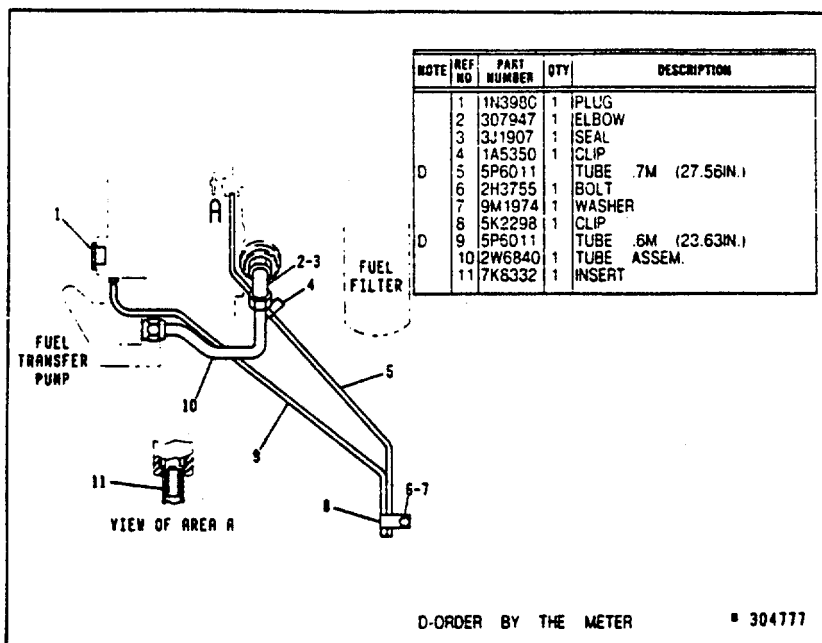 NOTE REF NO PART NUMBER QTY DESCRIPTION
1 1N3980 1 PLUG
2 307947 1 ELBOW
3 3J1907 1 SEAL
4 1A5350 1 CLIP
D 5 5P6011 TUBE .7M (27.56IN.)
6 2H3755 1 BOLT
7 9M1974 1 WASHER
8 5K2298 1 CLIP
D 9 5P6011 TUBE .6M (23.63IN.)
10 2W6840 1 TUBE ASSEM.
11 7K8332 1 INSERT
A
1
2-3
4
FUEL
FILTER
FUEL
TRANSFER
PUMP
5
10
9
11
8
6-7
VIEW OF AREA A
D-ORDER BY THE METER 304777